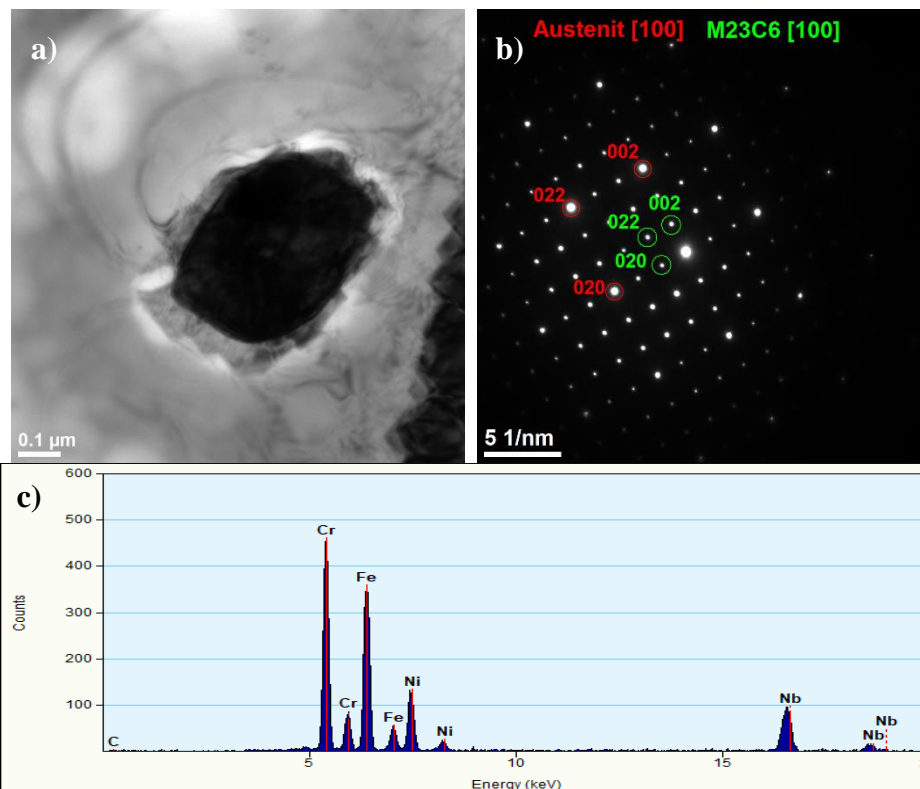 a)
0.1 µm
b)
Austenit [100] M23C6 [100]
002
022
002
022
020
020
5 1/nm
c)
600
500
400
300
200
100
Counts
C
Cr
Cr
Fe
Fe
Ni
Ni
Nb
Nb
Nb
5
10
15
Energy (keV)